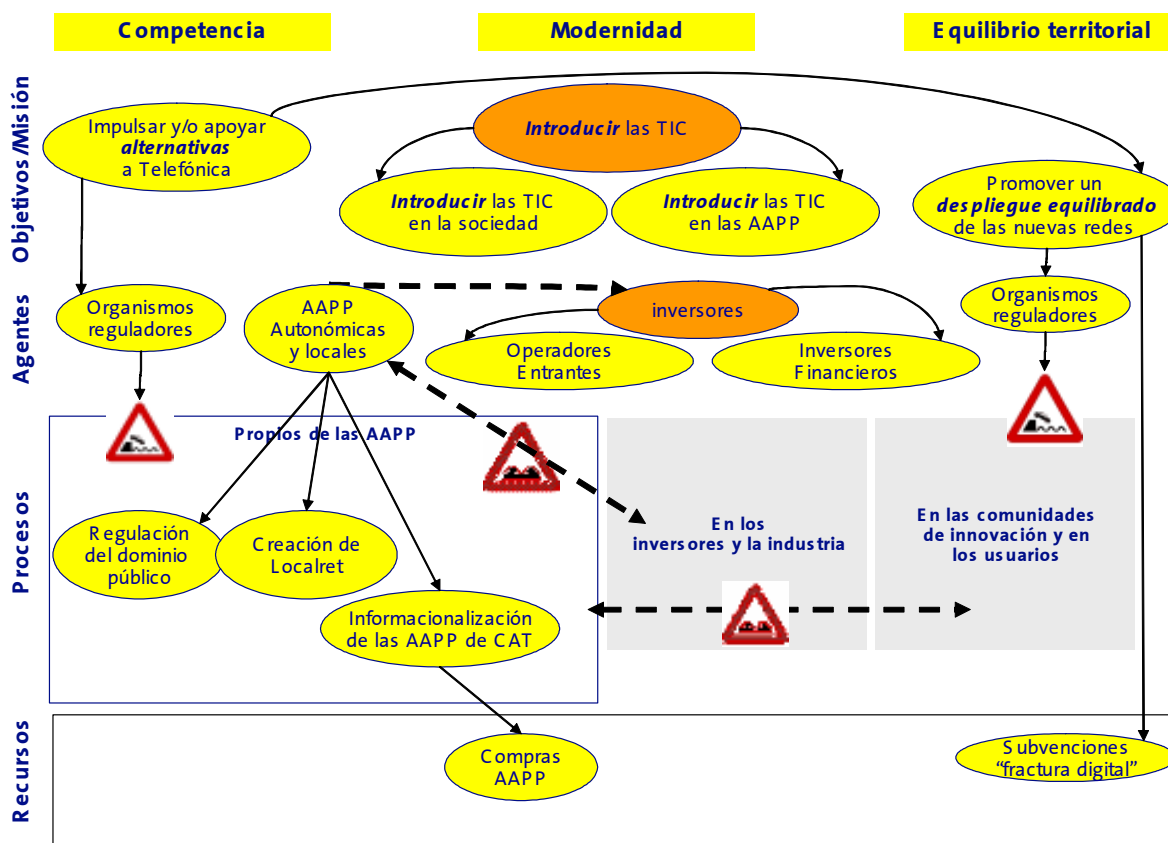 Competencia
Modernidad
Equilibrio territorial
Objetivos/Misión
Impulsar y/o apoyar
alternativas
a Telefónica
Introducir las TIC
Introducir las TIC
en la sociedad
Introducir las TIC
en las AAPP
Promover un
despliegue equilibrado
de las nuevas redes
Agentes
Organismos
reguladores
AAPP
Autonómicas
y locales
inversores
Operadores
Entrantes
Inversores
Financieros
Organismos
reguladores
Procesos
Propios de las AAPP
Regulación
del dominio
público
Creación de
Localret
Informacionalización
de las AAPP de CAT
En los
inversores y la industria
En las comunidades
de innovación y en
los usuarios
Recursos
Compras
AAPP
Subvenciones
“fractura digital”